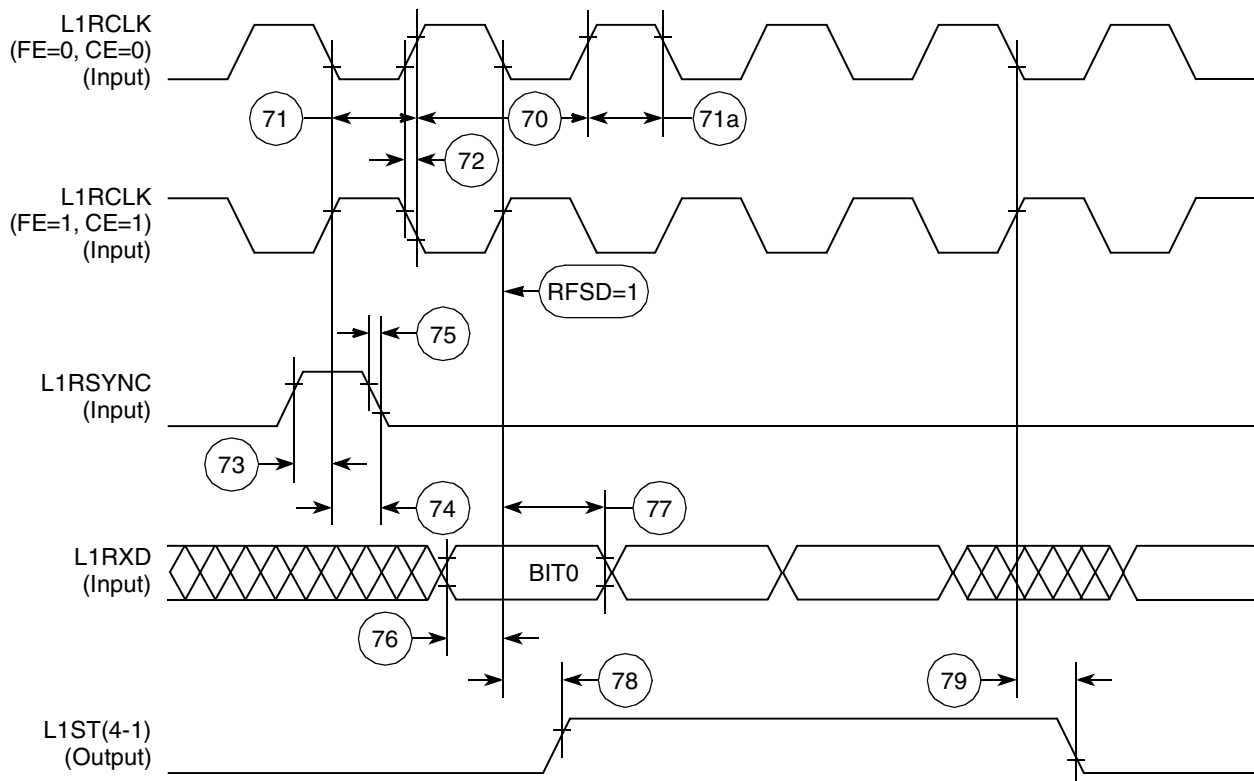 L1RCLK
(FE=0, CE=0)
(Input)
71
70
71a
72
L1RCLK
(FE=1, CE=1)
(Input)
RFSD=1
75
L1RSYNC
(Input)
73
74
77
L1RXD
(Input)
BIT0
76
78
79
L1ST(4-1)
(Output)